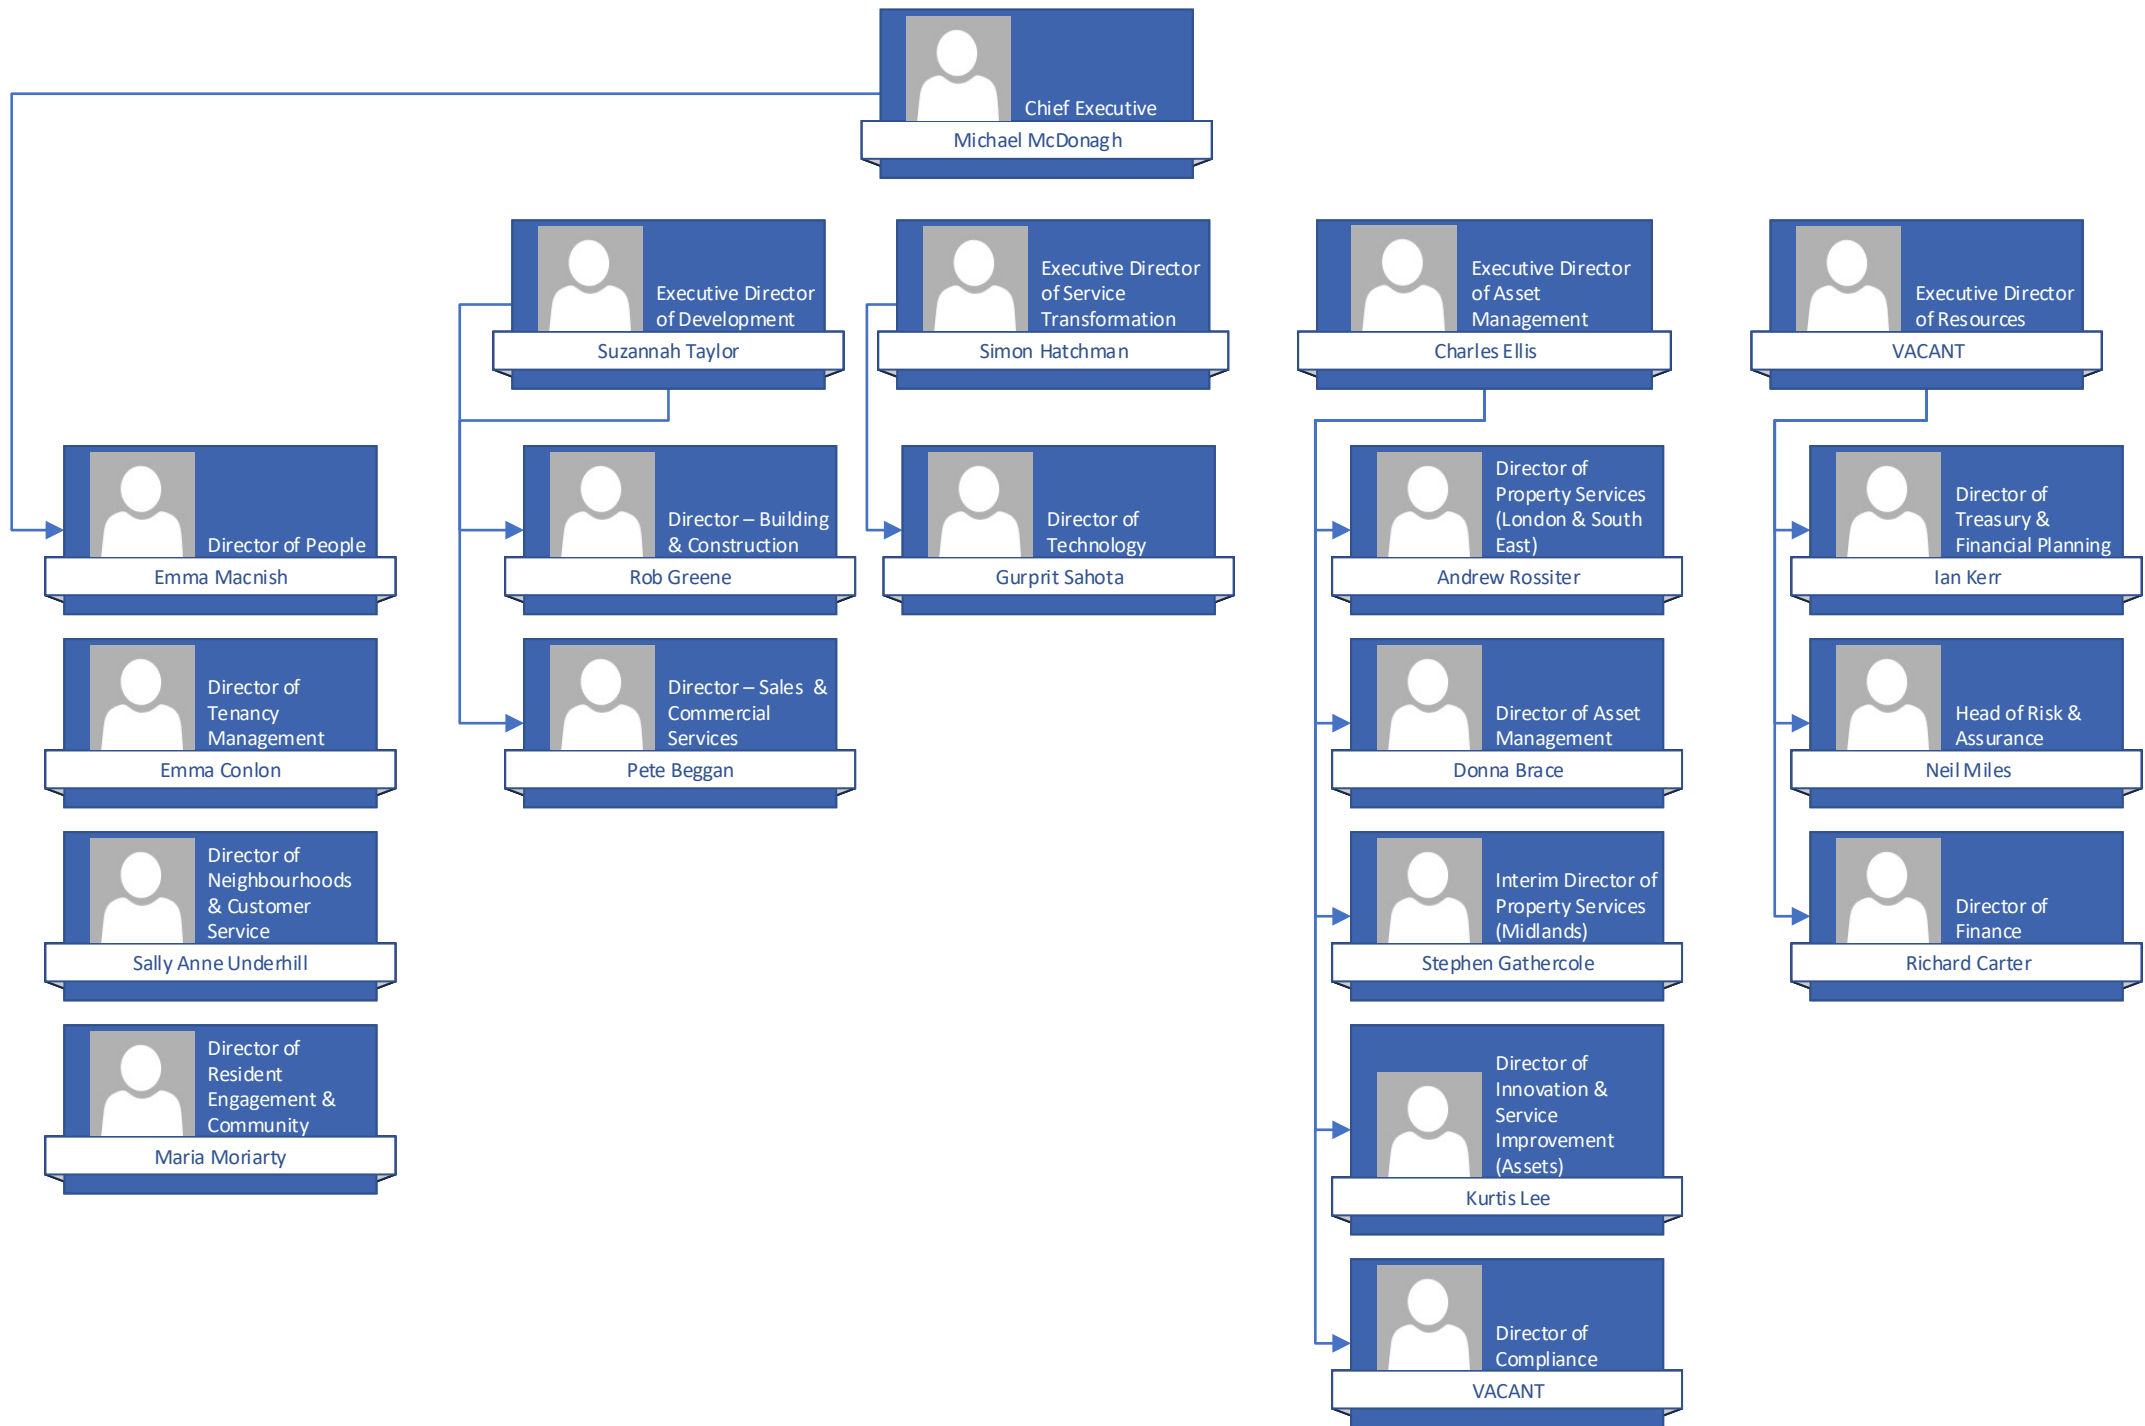 Chief Executive
Michael McDonagh
Executive Director
of Development
Suzannah Taylor
Executive Director
of Service
Transformation
Simon Hatchman
Executive Director
of Asset
Management
Charles Ellis
Executive Director
of Resources
VACANT
Director of People
Emma Macnish
Director – Building
& Construction
Rob Greene
Director of
Technology
Gurprit Sahota
Director of
Property Services
(London & South
East)
Andrew Rossiter
Director of
Treasury &
Financial Planning
Ian Kerr
Director of
Tenancy
Management
Emma Conlon
Director – Sales &
Commercial
Services
Pete Beggan
Director of Asset
Management
Donna Brace
Head of Risk &
Assurance
Neil Miles
Director of
Neighbourhoods
& Customer
Service
Sally Anne Underhill
Interim Director of
Property Services
(Midlands)
Stephen Gathercole
Director of
Finance
Richard Carter
Director of
Resident
Engagement &
Community
Maria Moriarty
Director of
Innovation &
Service
Improvement
(Assets)
Kurtis Lee
Director of
Compliance
VACANT